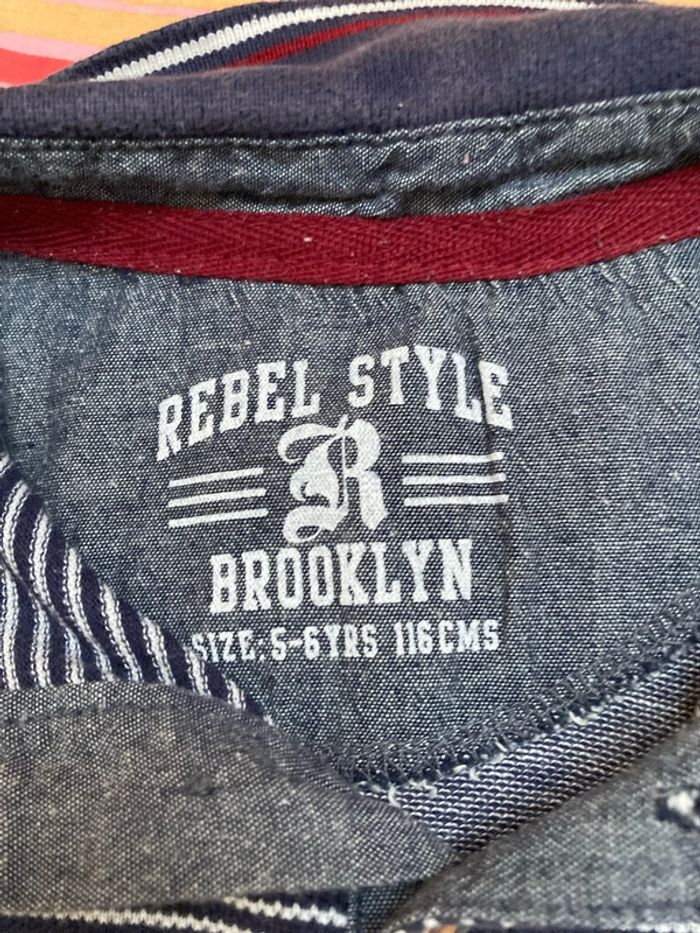 REBEL STYLE
R
BROOKLYN
SIZE: 5-6YRS 116CMS